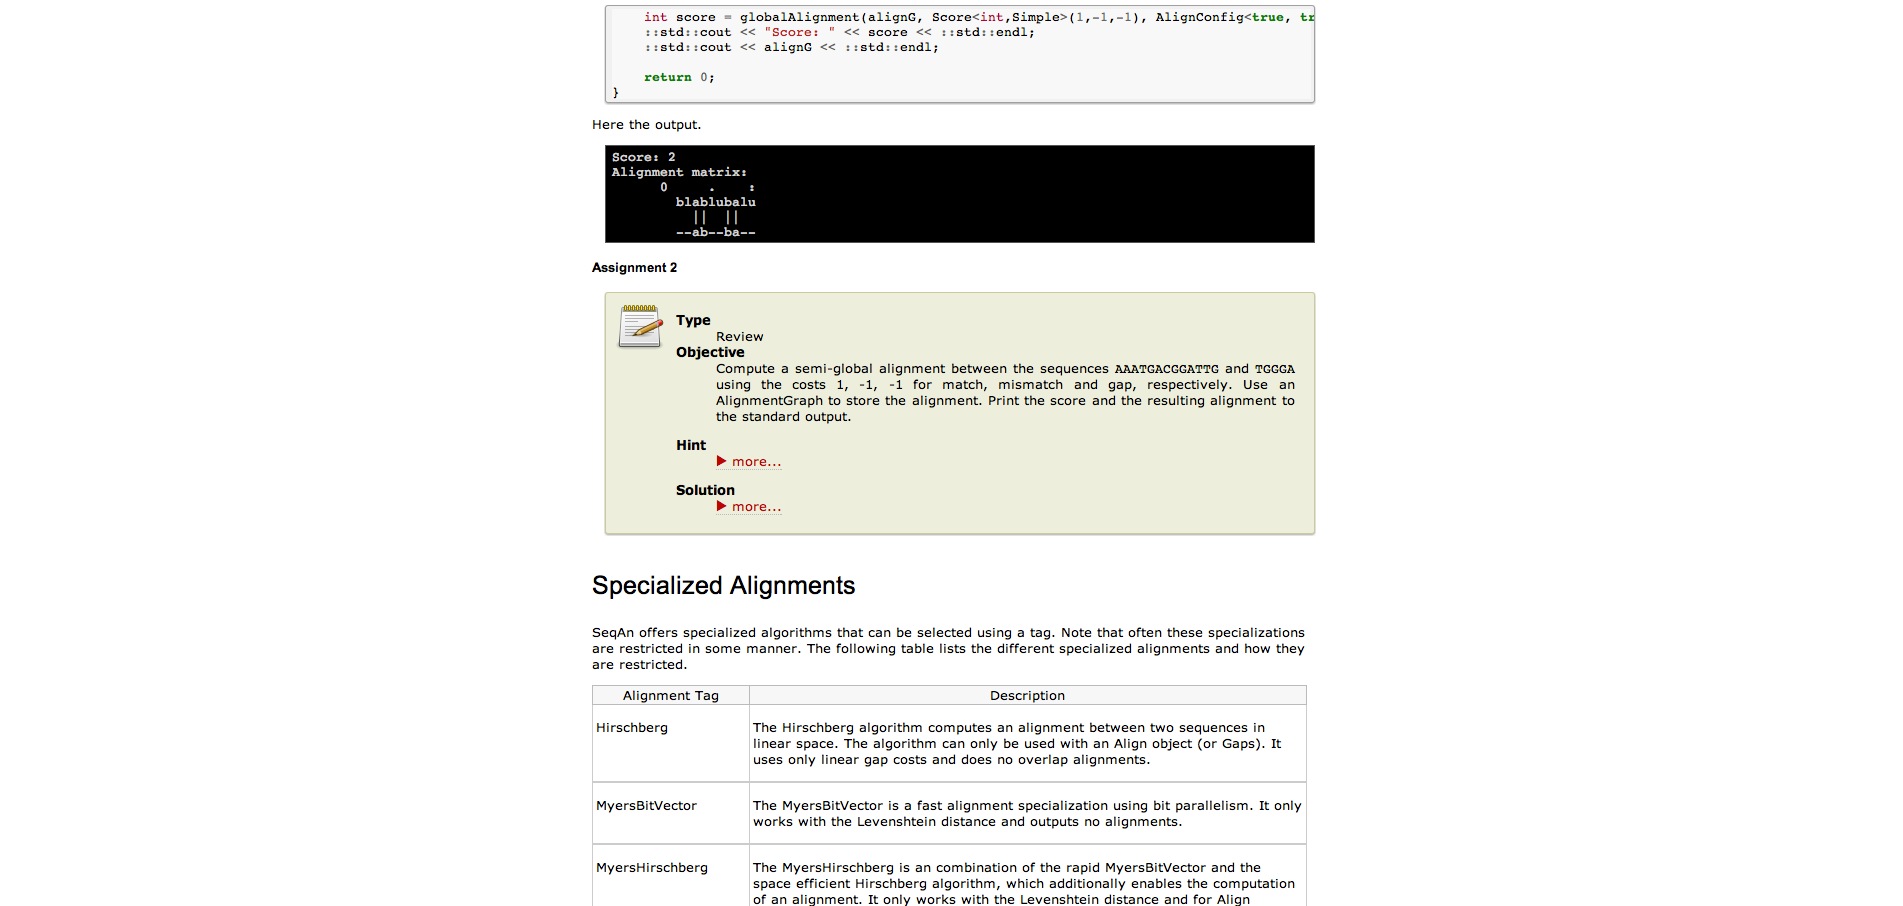 int score = globalAlignment(alignG, Score<int,Simple>(1,-1,-1), AlignConfig<true, tr
::std::cout << "Score: " << score << ::std::endl;
::std::cout << alignG << ::std::endl;
return 0;
}
Here the output.
Score: 2
Alignment matrix:
0     .    :
blablubalu
||  ||
--ab--ba--
Assignment 2
Type
Review
Objective
Compute a semi-global alignment between the sequences AAATGACGGATTG and TGGGA
using the costs 1, -1, -1 for match, mismatch and gap, respectively. Use an
AlignmentGraph to store the alignment. Print the score and the resulting alignment to
the standard output.
Hint
more...
Solution
more...
Specialized Alignments
SeqAn offers specialized algorithms that can be selected using a tag. Note that often these specializations
are restricted in some manner. The following table lists the different specialized alignments and how they
are restricted.
Alignment Tag Description
Hirschberg The Hirschberg algorithm computes an alignment between two sequences in
linear space. The algorithm can only be used with an Align object (or Gaps). It
uses only linear gap costs and does no overlap alignments.
MyersBitVector The MyersBitVector is a fast alignment specialization using bit parallelism. It only
works with the Levenshtein distance and outputs no alignments.
MyersHirschberg The MyersHirschberg is an combination of the rapid MyersBitVector and the
space efficient Hirschberg algorithm, which additionally enables the computation
of an alignment. It only works with the Levenshtein distance and for Align